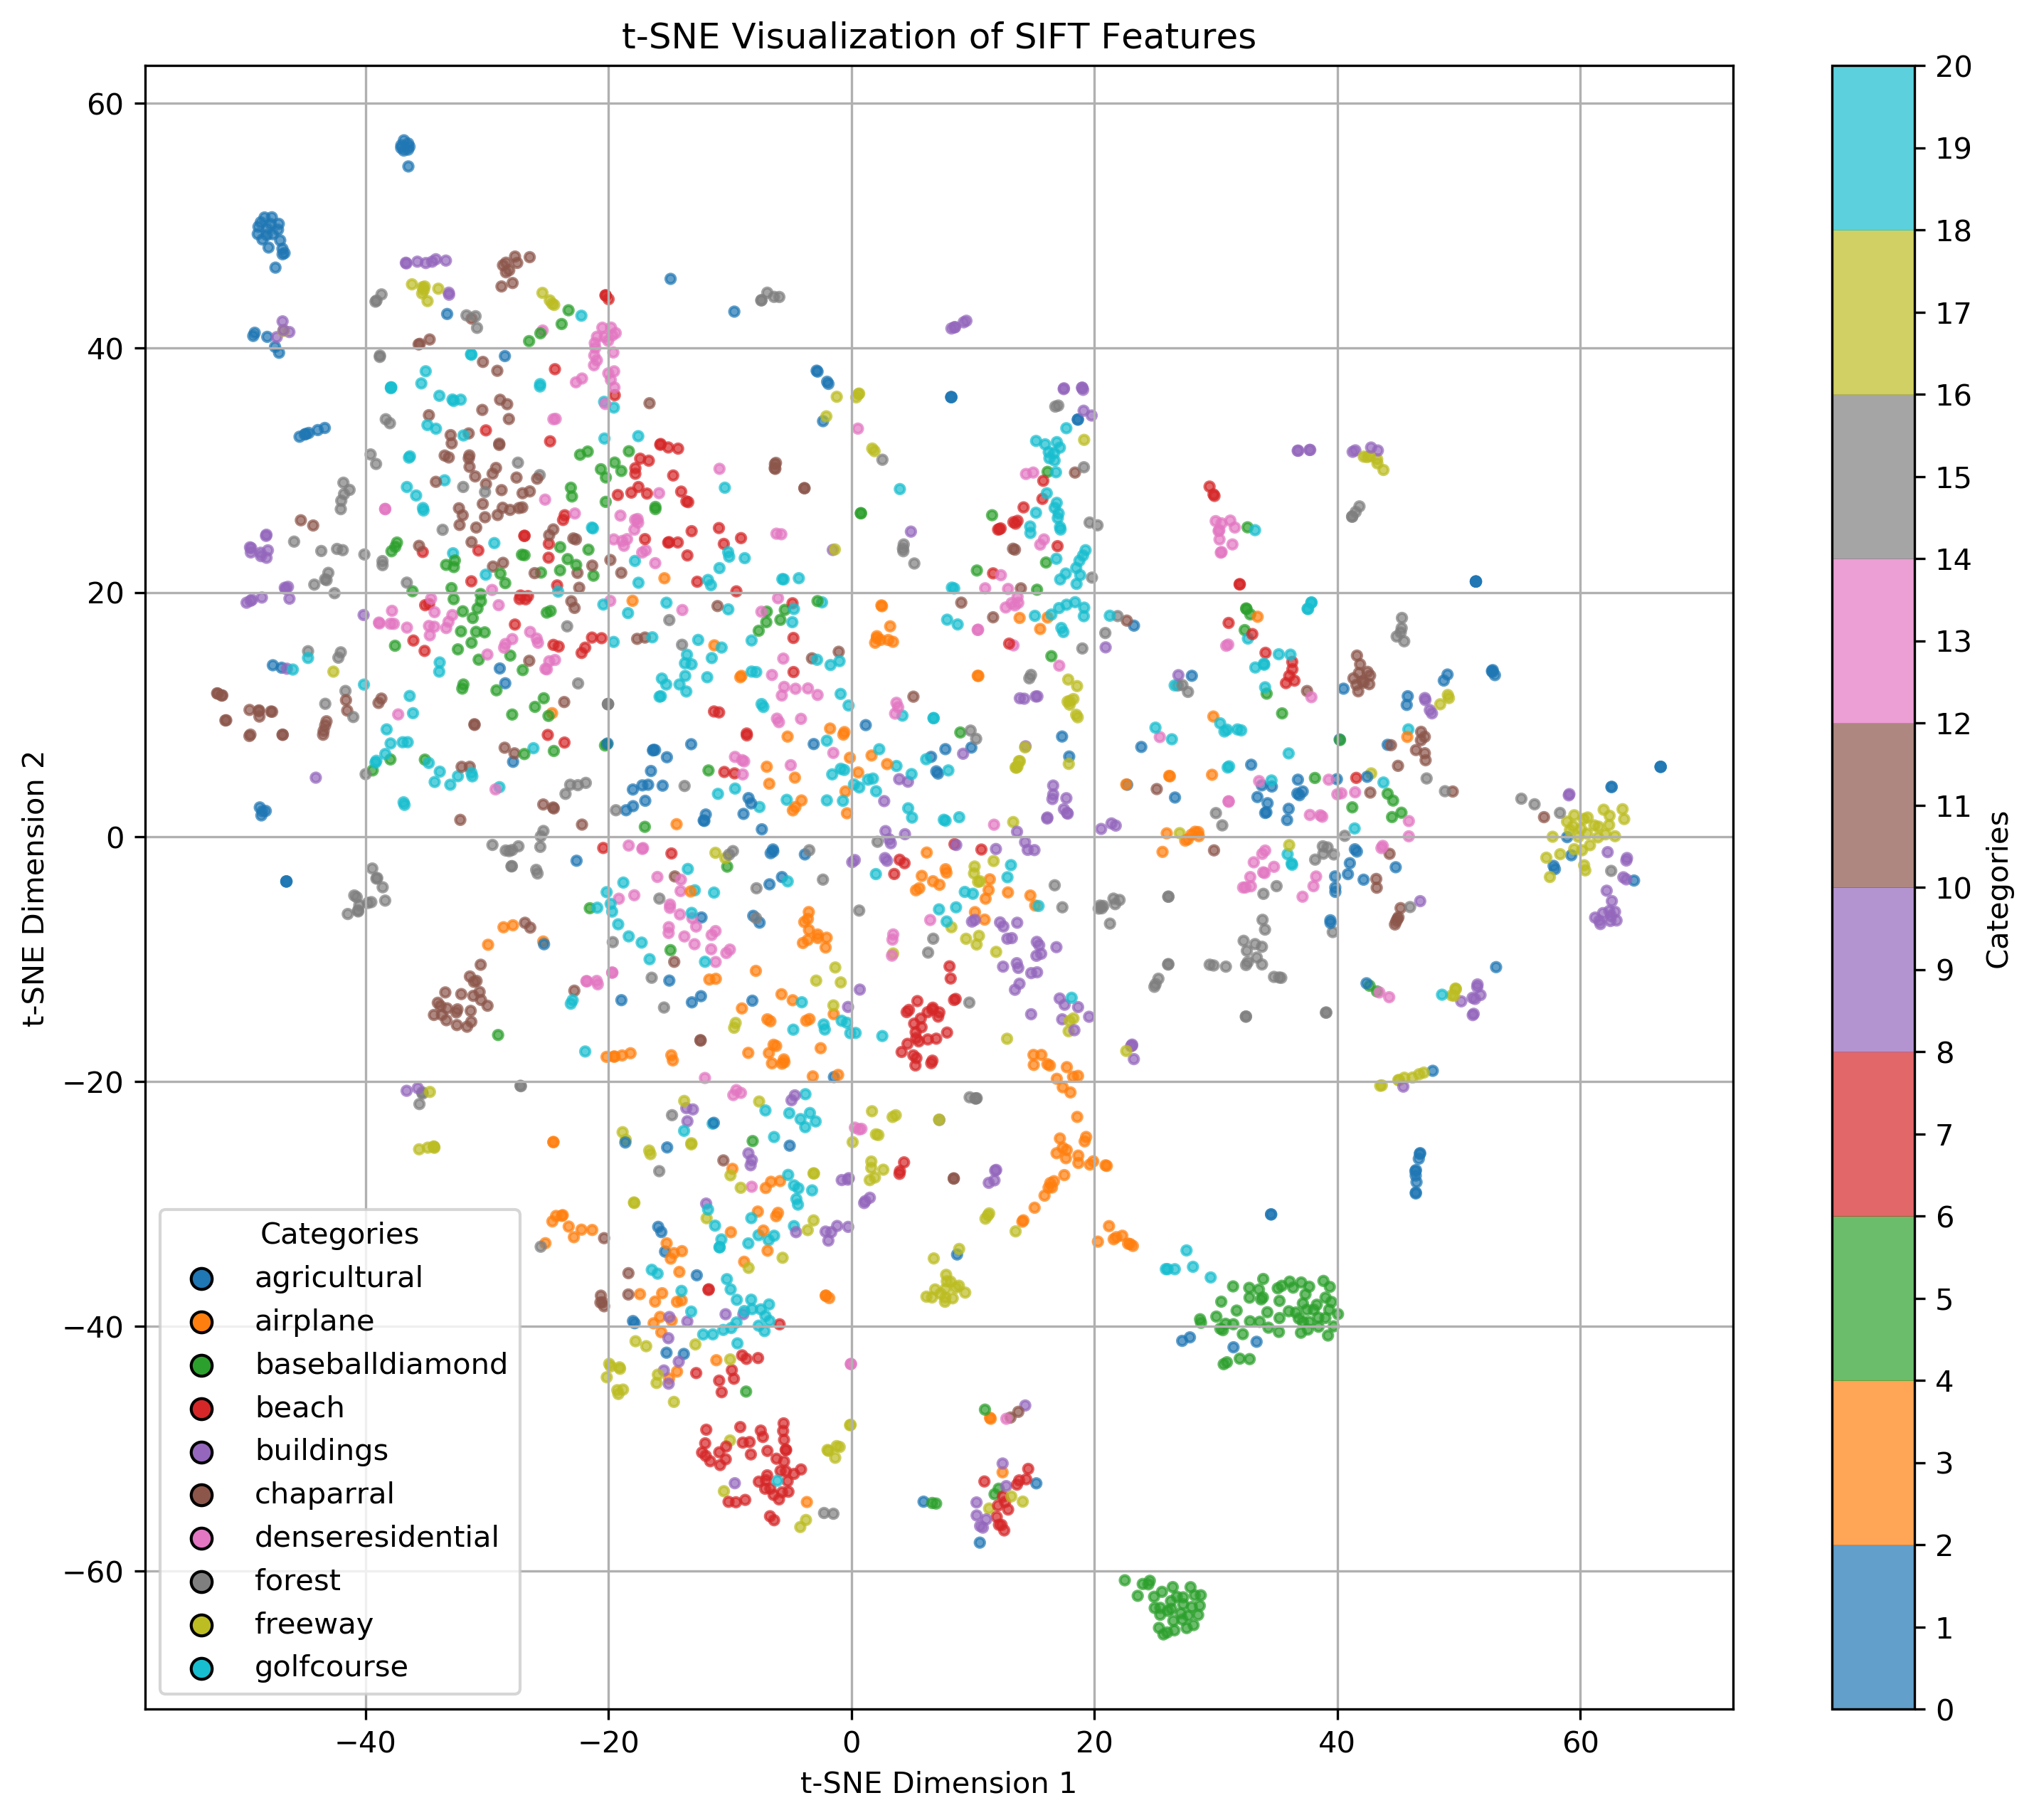 t-SNE Visualization of SIFT Features
60
40
20
0
−20
−40
−60
t-SNE Dimension 2
Categories
agricultural
airplane
baseballdiamond
beach
buildings
chaparral
denseresidential
forest
freeway
golfcourse
−40
−20
0
20
40
60
t-SNE Dimension 1
20
19
18
17
16
15
14
13
12
11
10
9
8
7
6
5
4
3
2
1
0
Categories